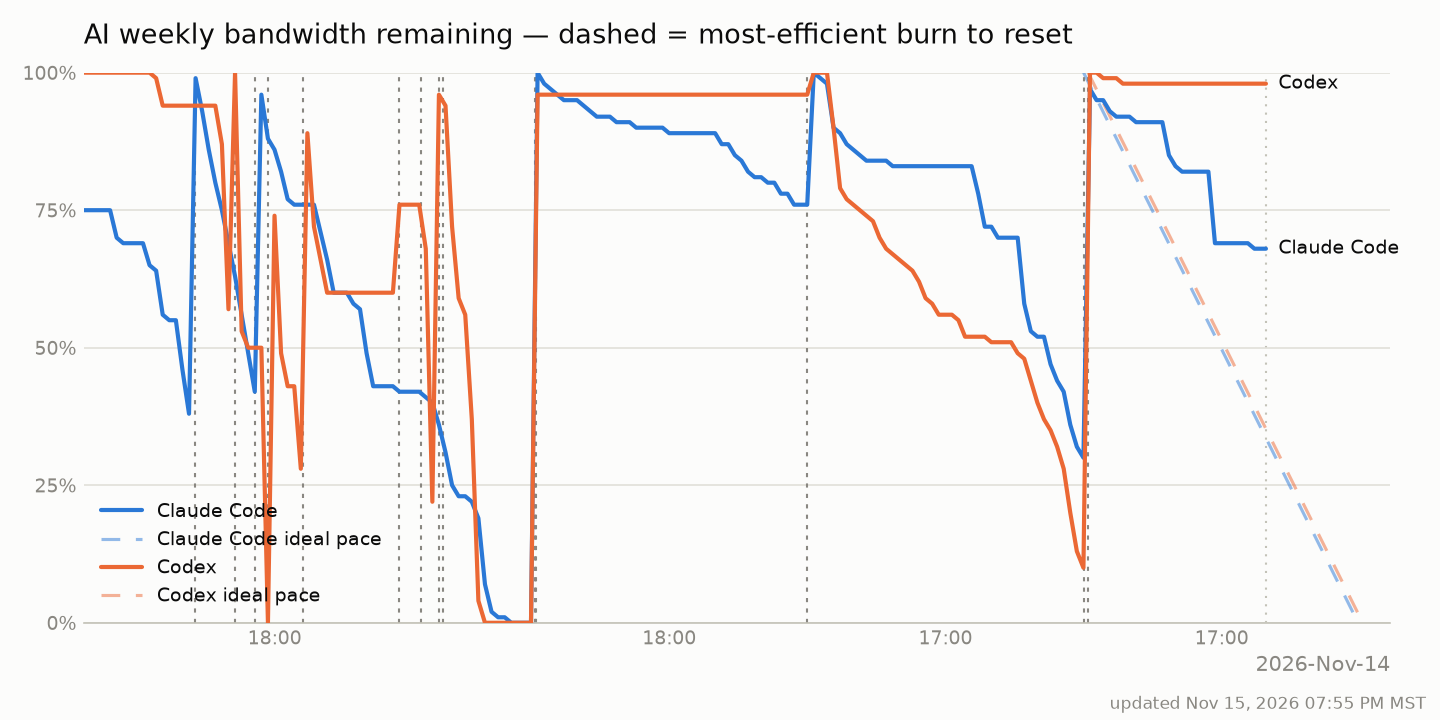 AI weekly bandwidth remaining — dashed = most-efficient burn to reset
100%
75%
50%
25%
0%
Codex
Claude Code
Claude Code
Claude Code ideal pace
Codex
Codex ideal pace
18:00 18:00 17:00 17:00
2026-Nov-14
updated Nov 15, 2026 07:55 PM MST